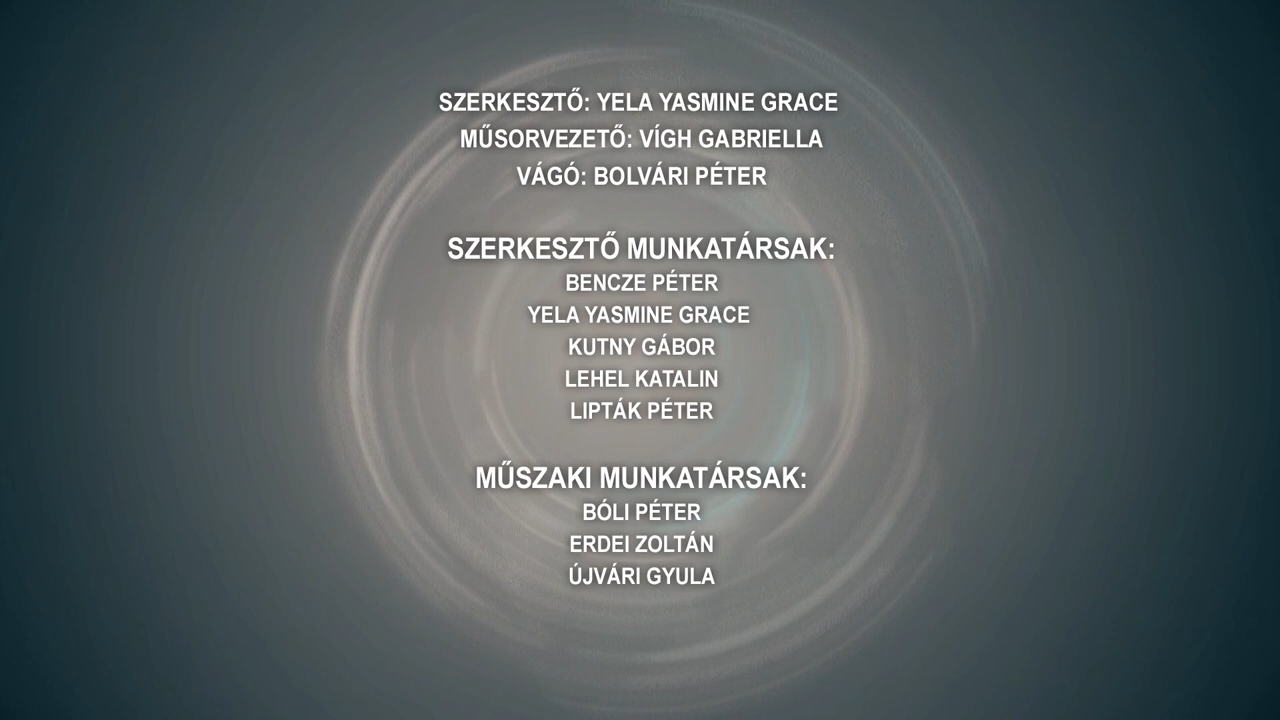 SZERKESZTŐ: YELA YASMINE GRACE
MŰSORVEZETŐ: VÍGH GABRIELLA
VÁGÓ: BOLVÁRI PÉTER
SZERKESZTŐ MUNKATÁRSAK:
BENCZE PÉTER
YELA YASMINE GRACE
KUTNY GÁBOR
LEHEL KATALIN
LIPTÁK PÉTER
MŰSZAKI MUNKATÁRSAK:
BÓLI PÉTER
ERDEI ZOLTÁN
ÚJVÁRI GYULA